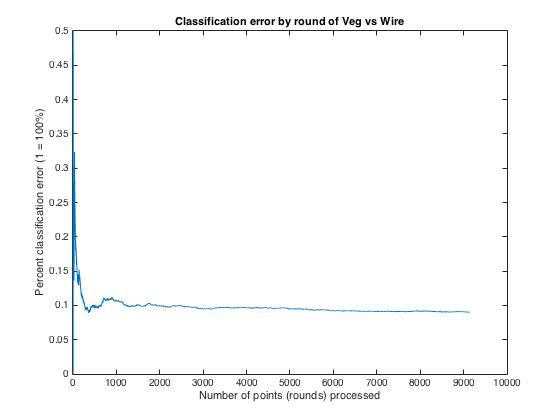 Classification error by round of Veg vs Wire
Percent classification error (1 = 100%)
0.5
0.45
0.4
0.35
0.3
0.25
0.2
0.15
0.1
0.05
0
0 1000 2000 3000 4000 5000 6000 7000 8000 9000 10000
Number of points (rounds) processed